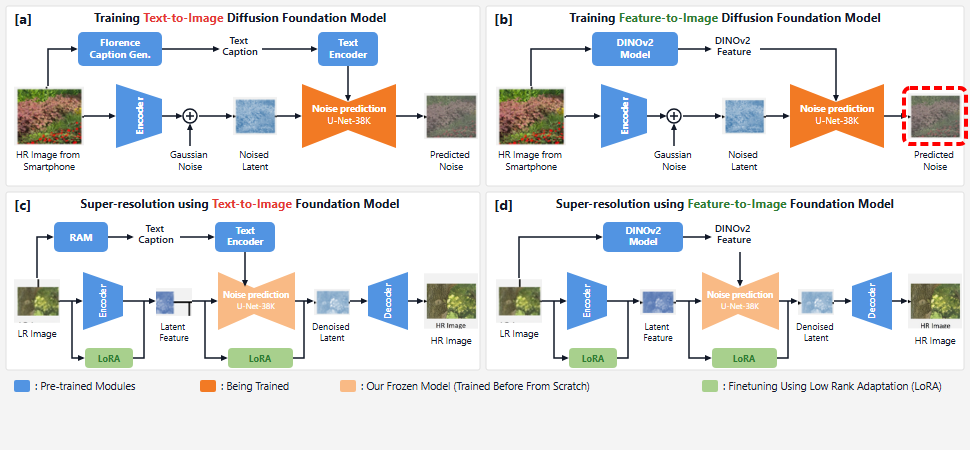 [a] Training Text-to-Image Diffusion Foundation Model
Florence
Caption Gen.
Text
Caption
Text
Encoder
Encoder
Noise prediction
U-Net-38K
HR Image from
Smartphone
Gaussian
Noise
Noised
Latent
Predicted
Noise
[b] Training Feature-to-Image Diffusion Foundation Model
DINOv2
Model
DINOv2
Feature
Encoder
Noise prediction
U-Net-38K
HR Image from
Smartphone
Gaussian
Noise
Noised
Latent
Predicted
Noise
[c] Super-resolution using Text-to-Image Foundation Model
RAM
Text
Caption
Text
Encoder
Encoder
Noise prediction
U-Net-38K
Decoder
LR Image
Latent
Feature
Denoised
Latent
HR Image
HR Image
LoRA
LoRA
[d] Super-resolution using Feature-to-Image Foundation Model
DINOv2
Model
DINOv2
Feature
Encoder
Noise prediction
U-Net-38K
Decoder
LR Image
Latent
Feature
Denoised
Latent
HR Image
HR Image
LoRA
LoRA
: Pre-trained Modules
: Being Trained
: Our Frozen Model (Trained Before From Scratch)
: Finetuning Using Low Rank Adaptation (LoRA)